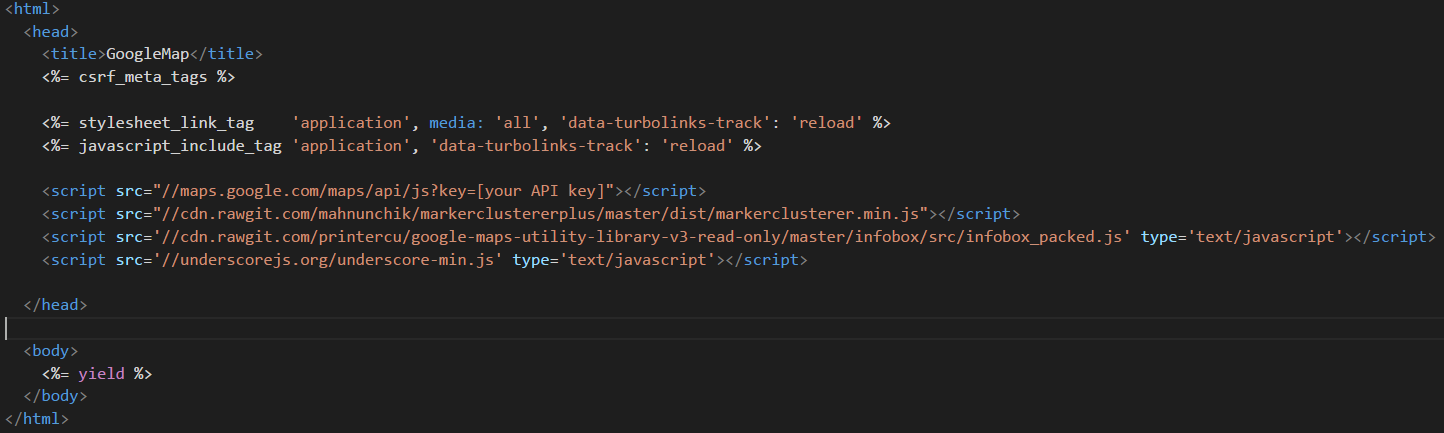 <html>
  <head>
    <title>GoogleMap</title>
    <%= csrf_meta_tags %>

    <%= stylesheet_link_tag    'application', media: 'all', 'data-turbolinks-track': 'reload' %>
    <%= javascript_include_tag 'application', 'data-turbolinks-track': 'reload' %>

    <script src="//maps.google.com/maps/api/js?key=[your API key]"></script>
    <script src="//cdn.rawgit.com/mahnunchik/markerclustererplus/master/dist/markerclusterer.min.js"></script>
    <script src='//cdn.rawgit.com/printercu/google-maps-utility-library-v3-read-only/master/infobox/src/infobox_packed.js' type='text/javascript'></script>
    <script src='//underscorejs.org/underscore-min.js' type='text/javascript'></script>

  </head>

  <body>
    <%= yield %>
  </body>
</html>